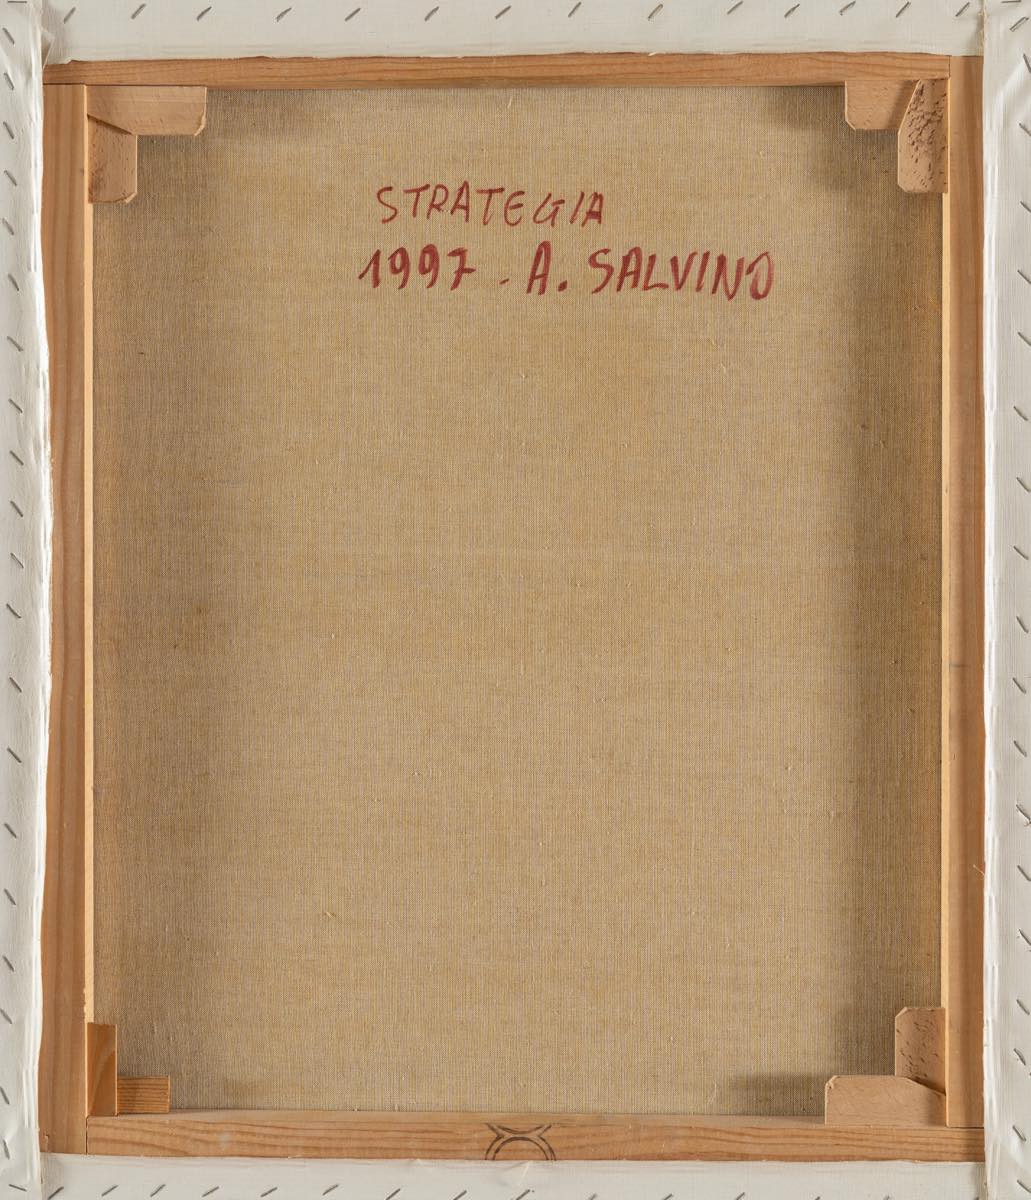 STRATEGIA
1997 - A. SALVINO